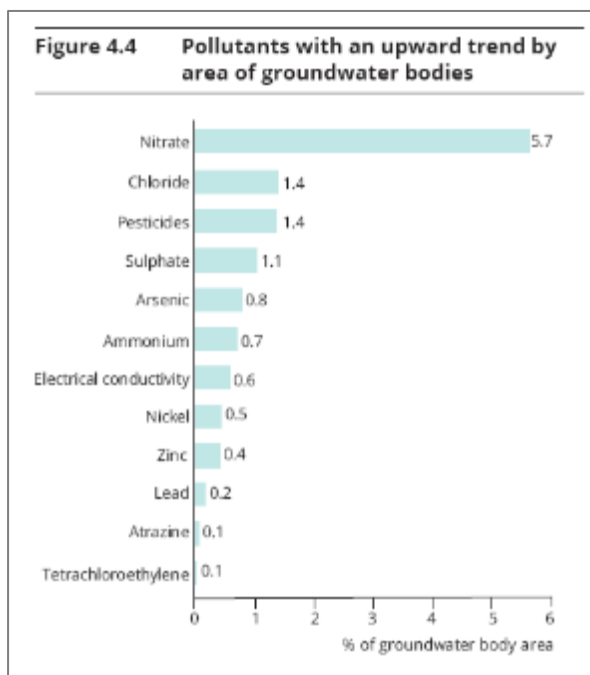 Figure 4.4 Pollutants with an upward trend by
area of groundwater bodies
Nitrate 5.7
Chloride 1.4
Pesticides 1.4
Sulphate 1.1
Arsenic 0.8
Ammonium 0.7
Electrical conductivity 0.6
Nickel 0.5
Zinc 0.4
Lead 0.2
Atrazine 0.1
Tetrachloroethylene 0.1
0 1 2 3 4 5 6
% of groundwater body area